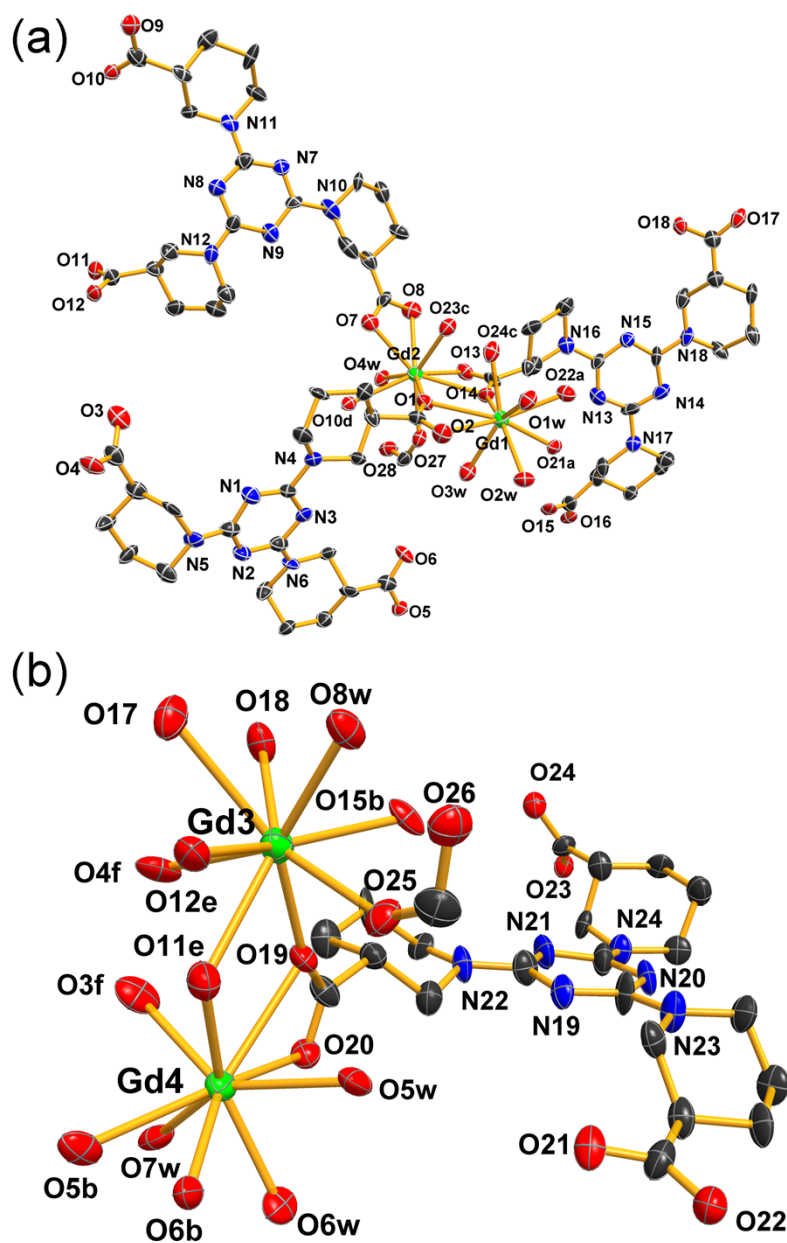 (a)
O9
O10
N11
N7
N8
N10
N12
N9
O11
O12
O18
O17
O8
O23c
O7
O24c
N16
N15
Gd2
O13
N18
O4w
O22a
O1
O14
N13
N14
O3
O10d
O2
O1w
Gd1
N17
O4
N4
O28
O27
O21a
N1
O3w
O2w
N3
O15
O16
N5
N2
N6
O6
O5
(b)
O17
O18
O8w
O15b
O26
O24
Gd3
O4f
O12e
O25
O23
N21
N24
O11e
O19
N20
O3f
N22
N19
N23
O20
Gd4
O5w
O21
O5b
O7w
O6b
O6w
O22